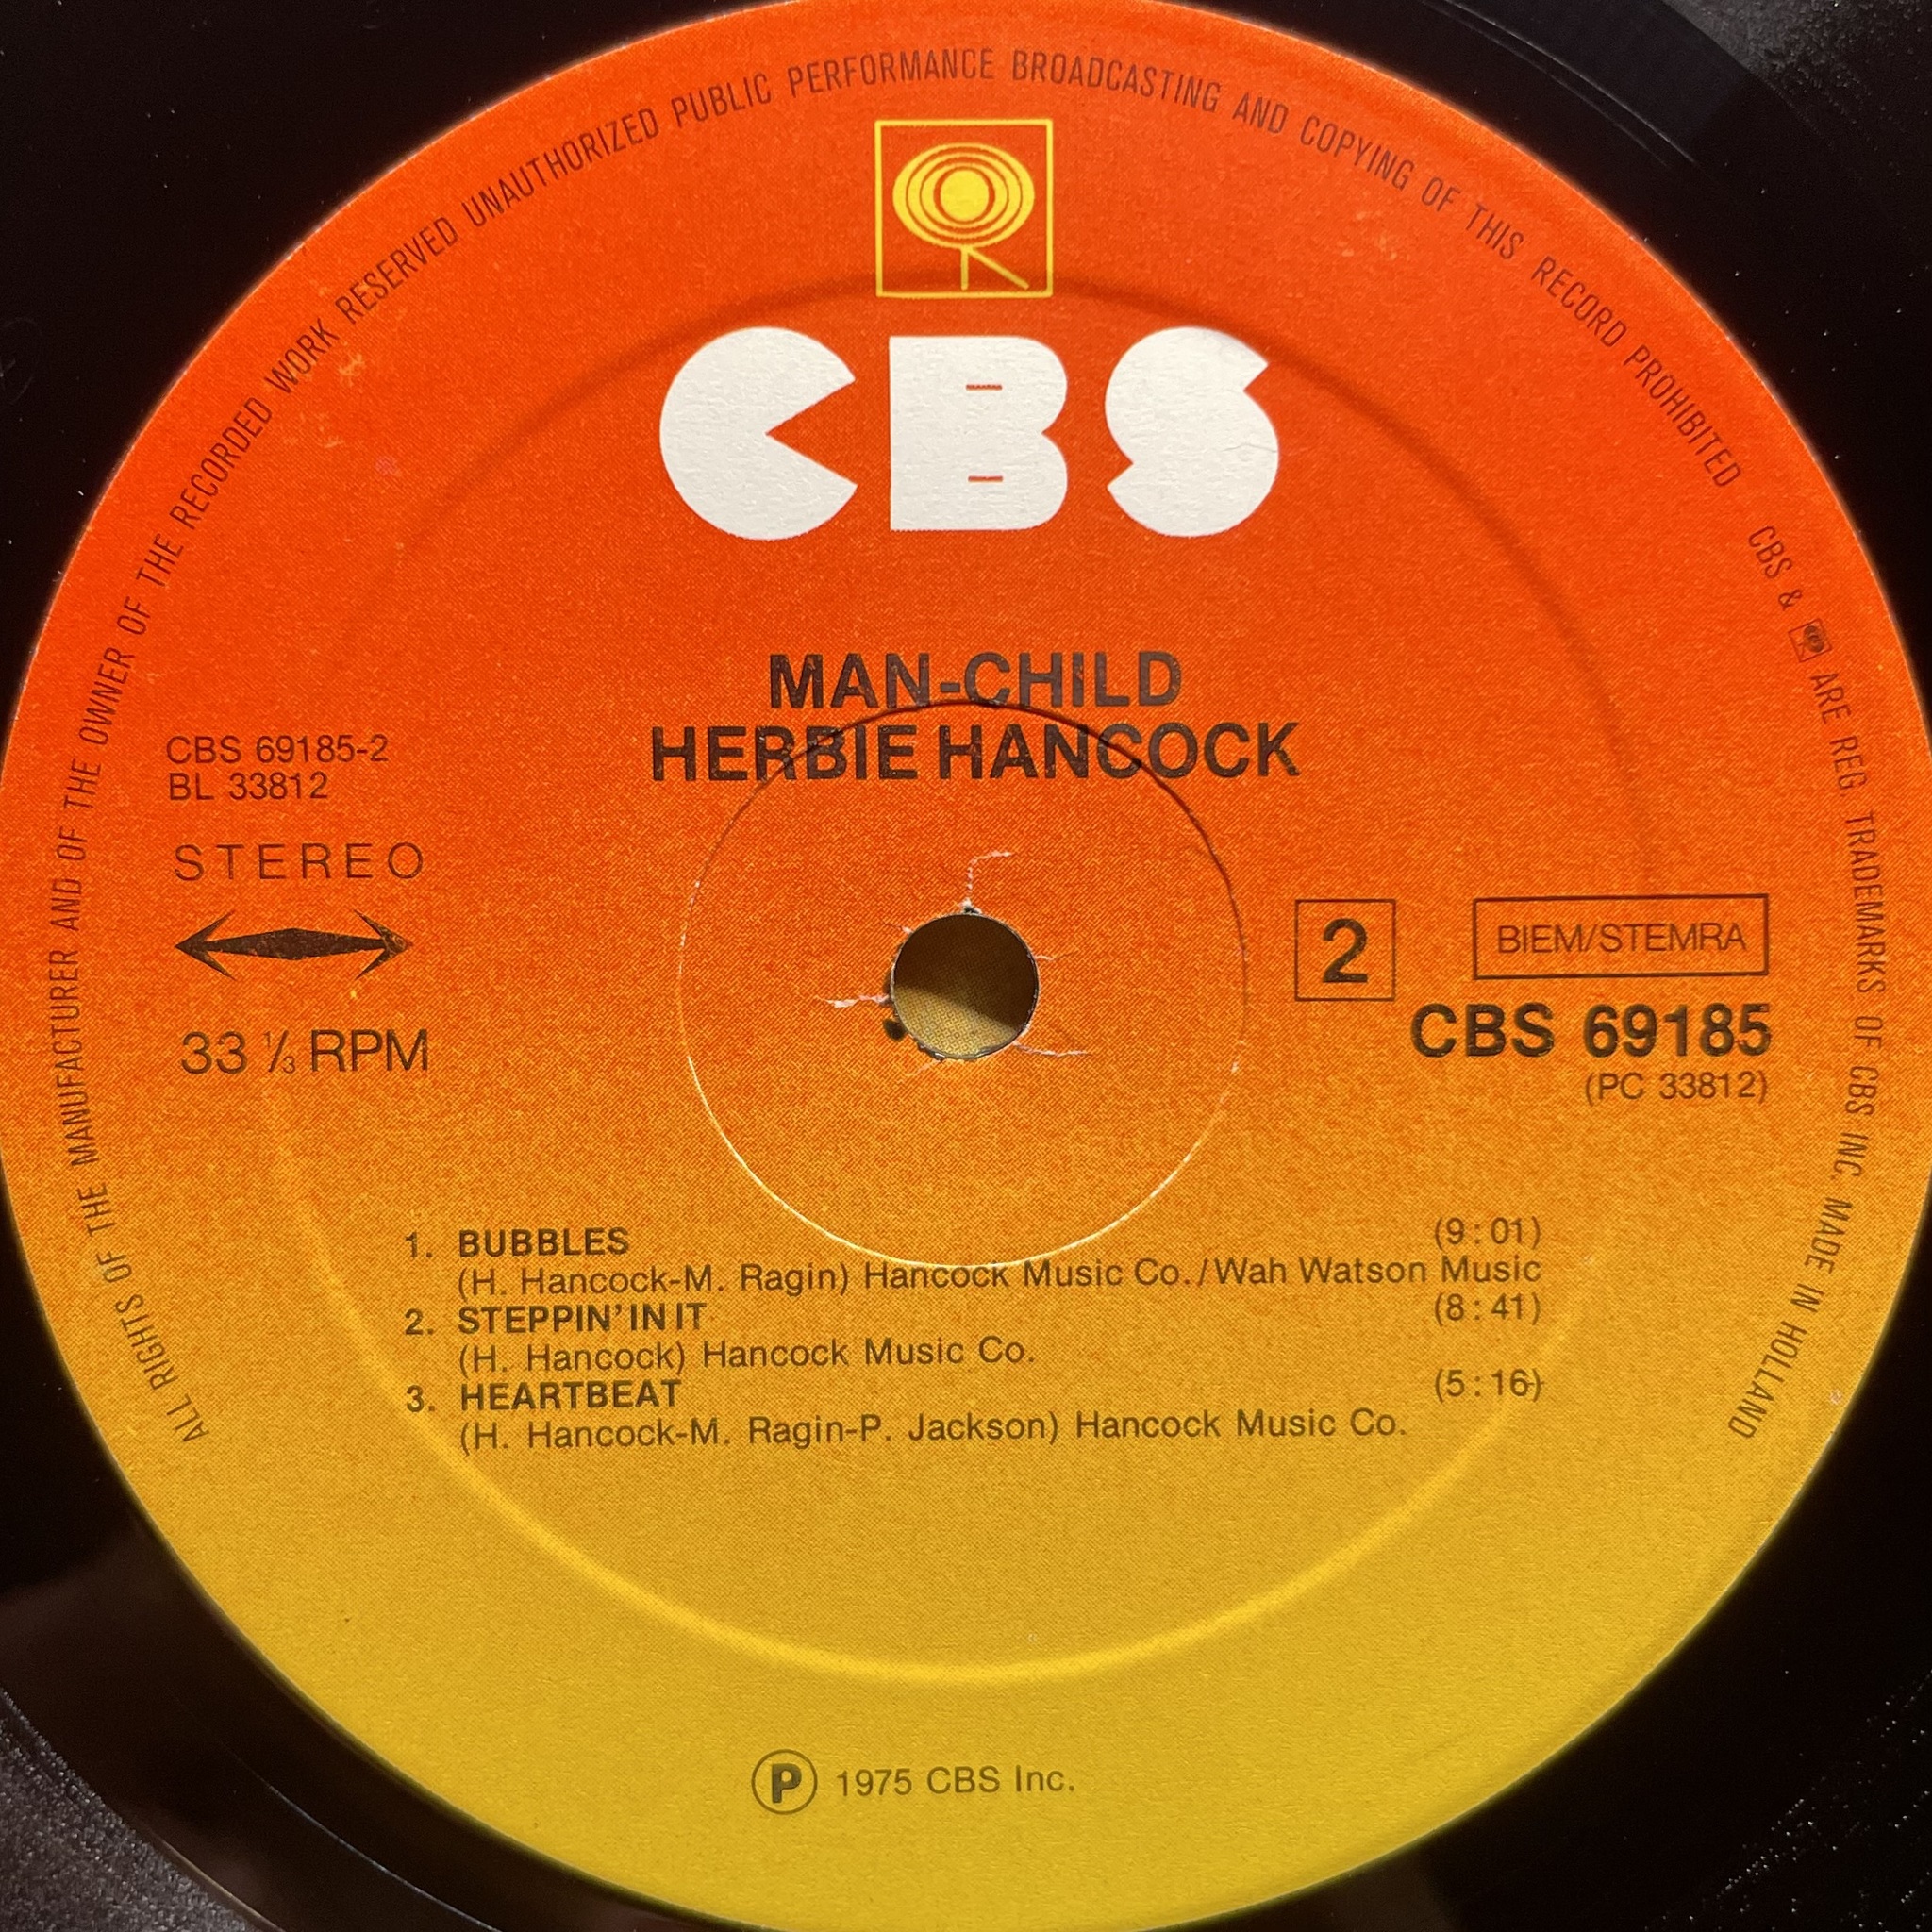 ALL RIGHTS OF THE MANUFACTURER AND OF THE OWNER OF THE RECORDED WORK RESERVED UNAUTHORIZED PUBLIC PERFORMANCE BROADCASTING AND COPYING OF THIS RECORD PROHIBITED CBS & ARE REG. TRADEMARKS OF CBS INC. MADE IN HOLLAND
CBS
MAN-CHILD
HERBIE HANCOCK
CBS 69185-2
BL 33812
STEREO
33 ⅓ RPM
2
BIEM/STEMRA
CBS 69185
(PC 33812)
1. BUBBLES (9:01)
(H. Hancock-M. Ragin) Hancock Music Co./Wah Watson Music
2. STEPPIN' IN IT (8:41)
(H. Hancock) Hancock Music Co.
3. HEARTBEAT (5:16)
(H. Hancock-M. Ragin-P. Jackson) Hancock Music Co.
Ⓟ 1975 CBS Inc.